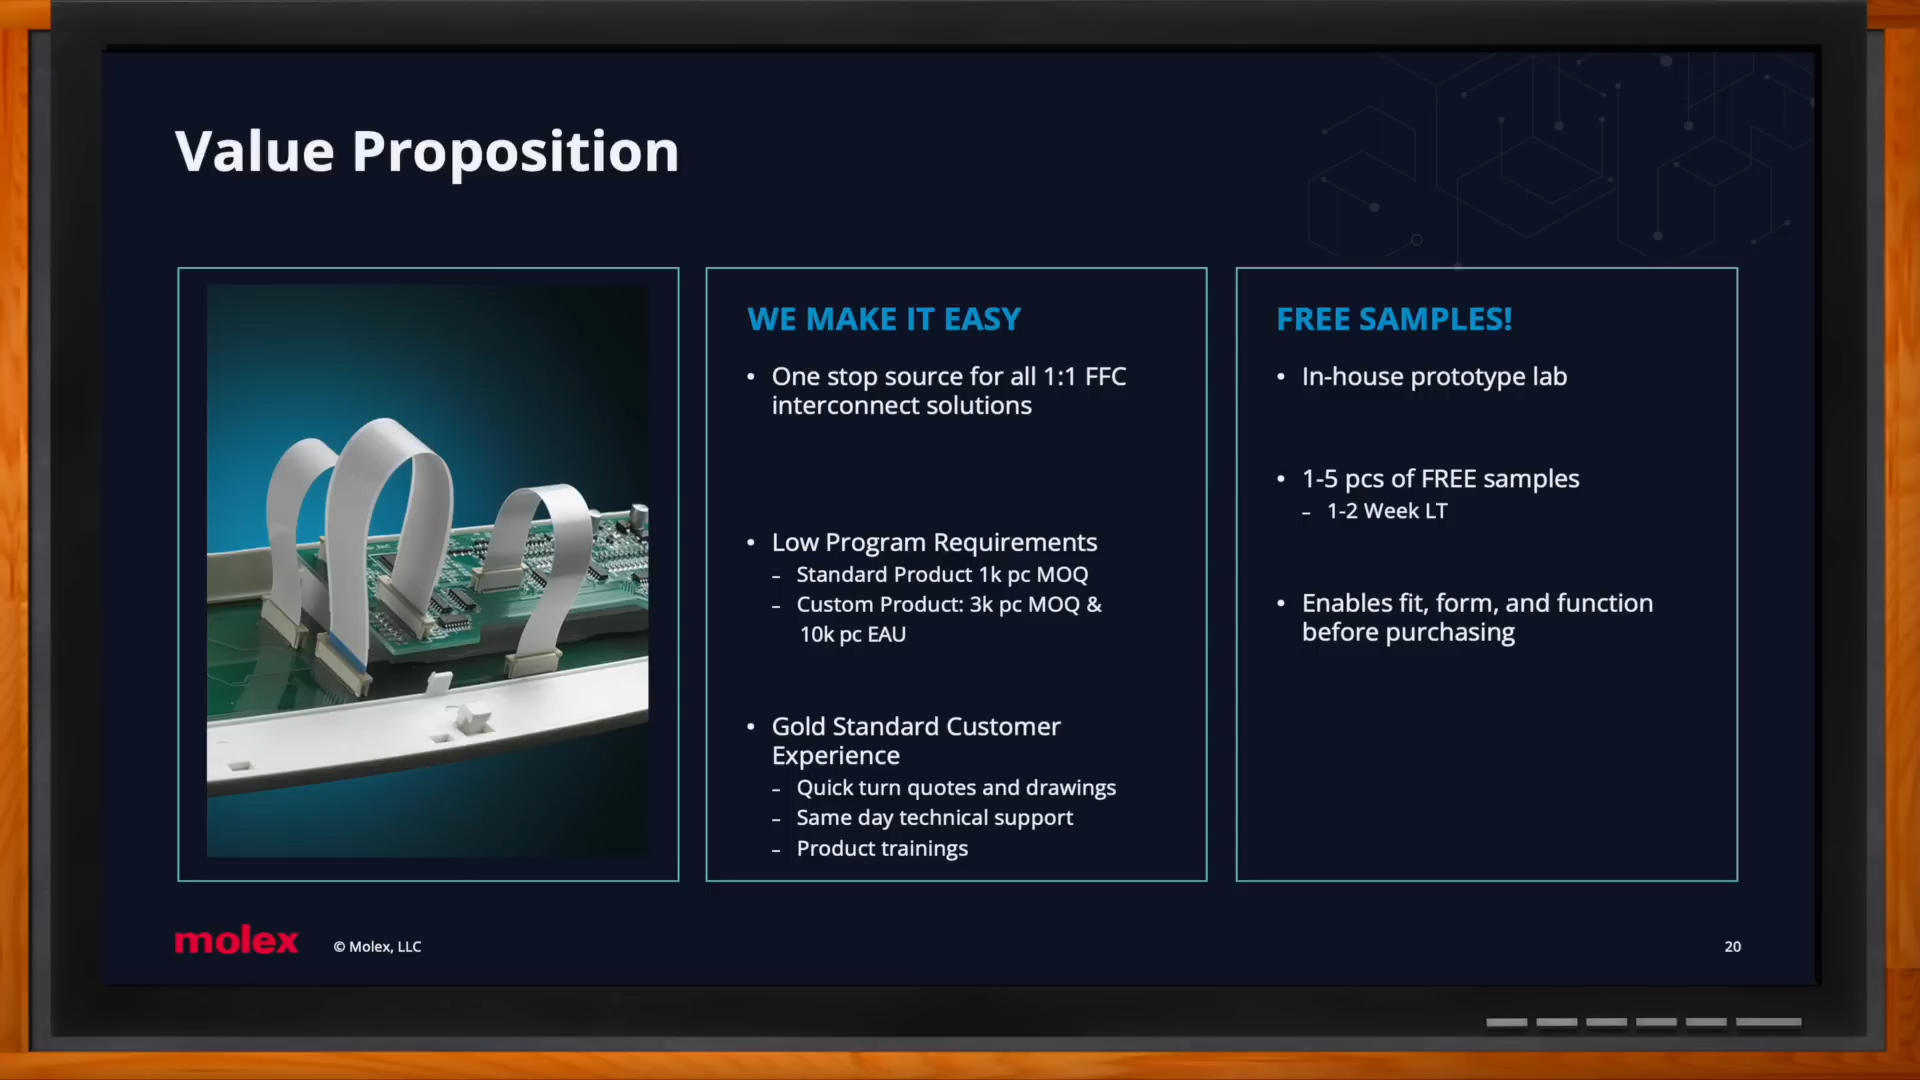 Value Proposition
WE MAKE IT EASY
• One stop source for all 1:1 FFC
interconnect solutions
• Low Program Requirements
– Standard Product 1k pc MOQ
– Custom Product: 3k pc MOQ &
10k pc EAU
• Gold Standard Customer
Experience
– Quick turn quotes and drawings
– Same day technical support
– Product trainings
FREE SAMPLES!
• In-house prototype lab
• 1-5 pcs of FREE samples
– 1-2 Week LT
• Enables fit, form, and function
before purchasing
molex
© Molex, LLC
20